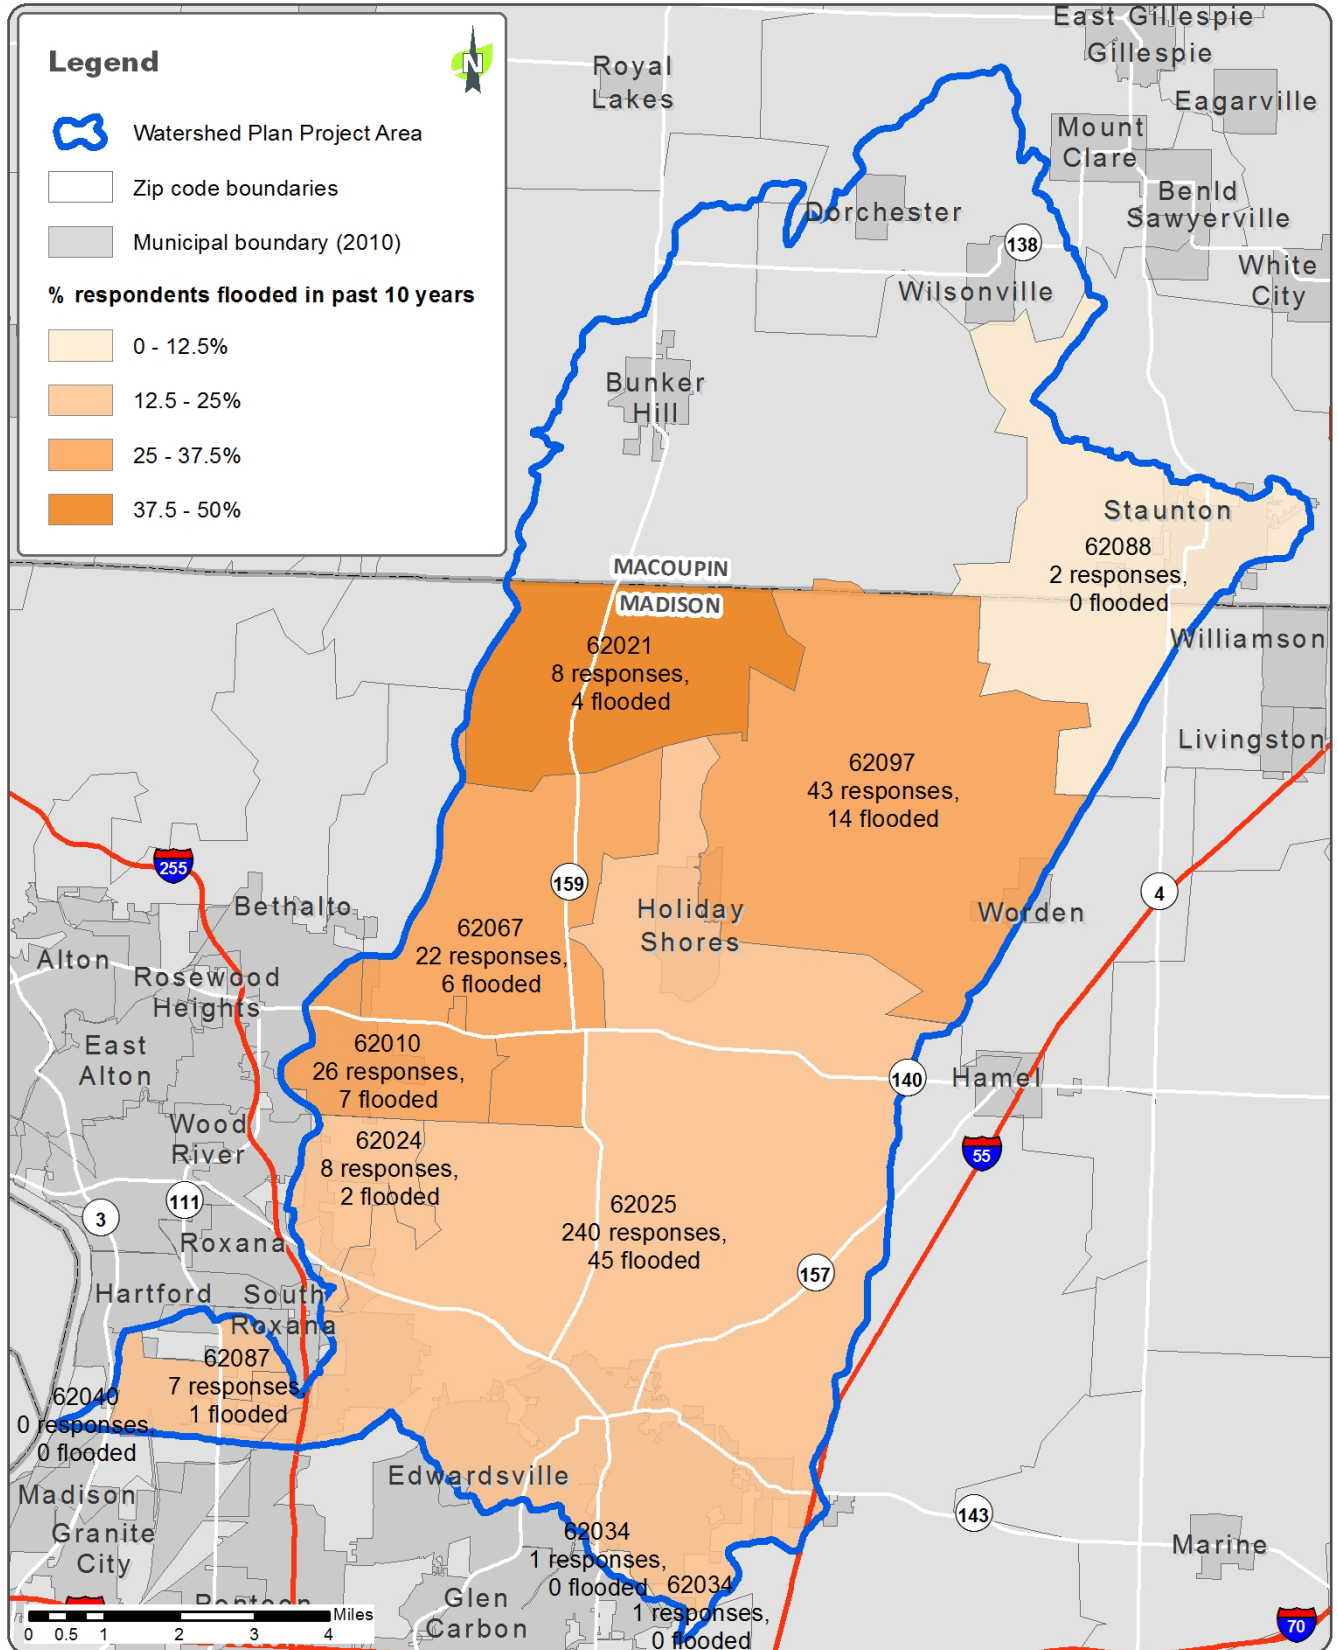 Legend
N
Watershed Plan Project Area
Zip code boundaries
Municipal boundary (2010)
% respondents flooded in past 10 years
0 - 12.5%
12.5 - 25%
25 - 37.5%
37.5 - 50%
East Gillespie
Gillespie
Royal
Lakes
Eagarville
Mount
Clare
Benld
Sawyerville
Dorchester
138
White
City
Wilsonville
Bunker
Hill
Staunton
62088
2 responses,
0 flooded
MACOUPIN
MADISON
Williamson
62021
8 responses,
4 flooded
Livingston
62097
43 responses,
14 flooded
255
159
4
Bethalto
Holiday
Shores
Worden
62067
22 responses,
6 flooded
Alton
Rosewood
Heights
East
Alton
62010
26 responses,
7 flooded
140
Hamel
Wood
River
62024
8 responses,
2 flooded
55
111
3
62025
240 responses,
45 flooded
Roxana
157
Hartford
South
Roxana
62087
7 responses,
1 flooded
62040
0 responses,
0 flooded
Edwardsville
Madison
143
Granite
City
62034
1 responses,
0 flooded
Marine
62034
1 responses,
0 flooded
Glen
Carbon
Pontoon
Miles
0 0.5 1 2 3 4
70